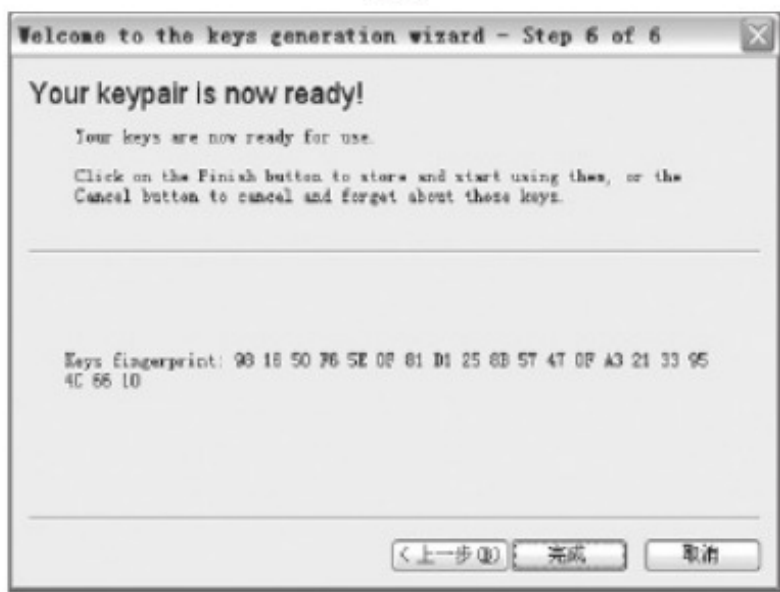 Welcome to the keys generation wizard - Step 6 of 6
Your keypair is now ready!
Your keys are now ready for use.
Click on the Finish button to store and start using them, or the
Cancel button to cancel and forget about those keys.
Keys fingerprint: 98 18 50 F6 5E 0F 81 D1 25 8B 57 47 0F A3 21 33 95
4C 66 10
<上一步(B)
完成
取消